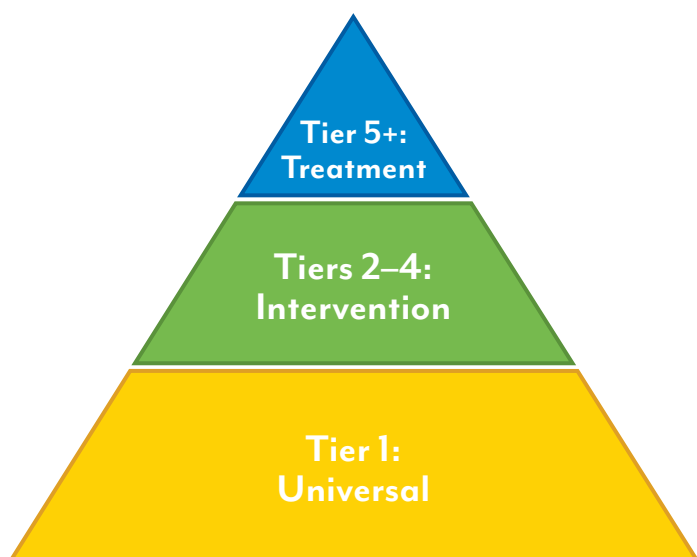 Tier 5+:
Treatment
Tiers 2–4:
Intervention
Tier 1:
Universal